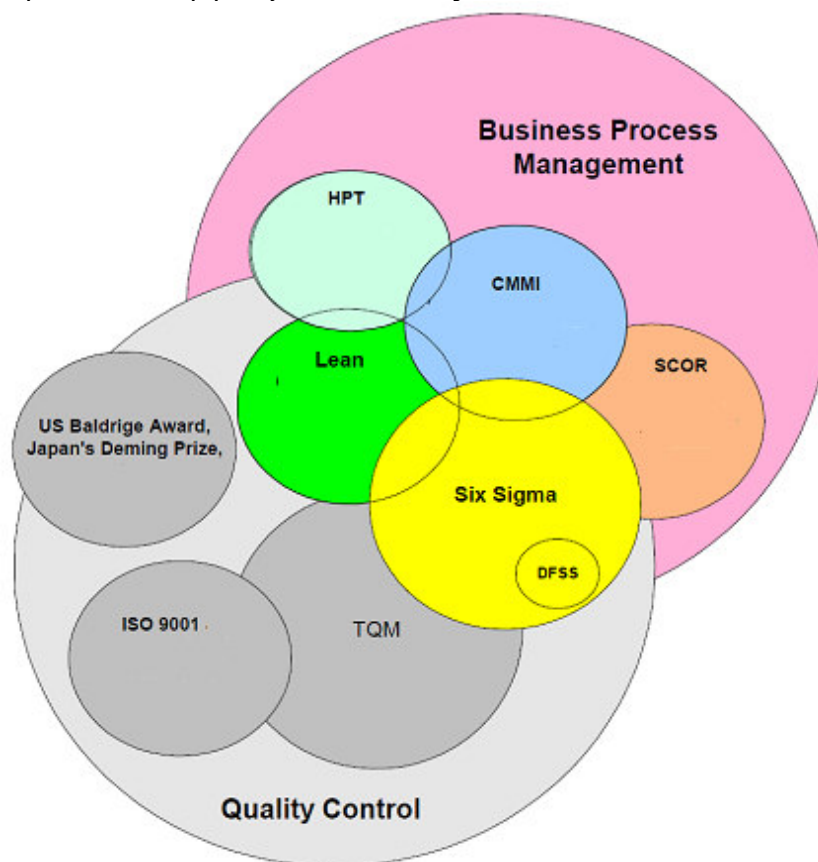 Business Process
Management
HPT
CMMI
Lean
SCOR
US Baldrige Award,
Japan's Deming Prize,
Six Sigma
DFSS
ISO 9001
TQM
Quality Control